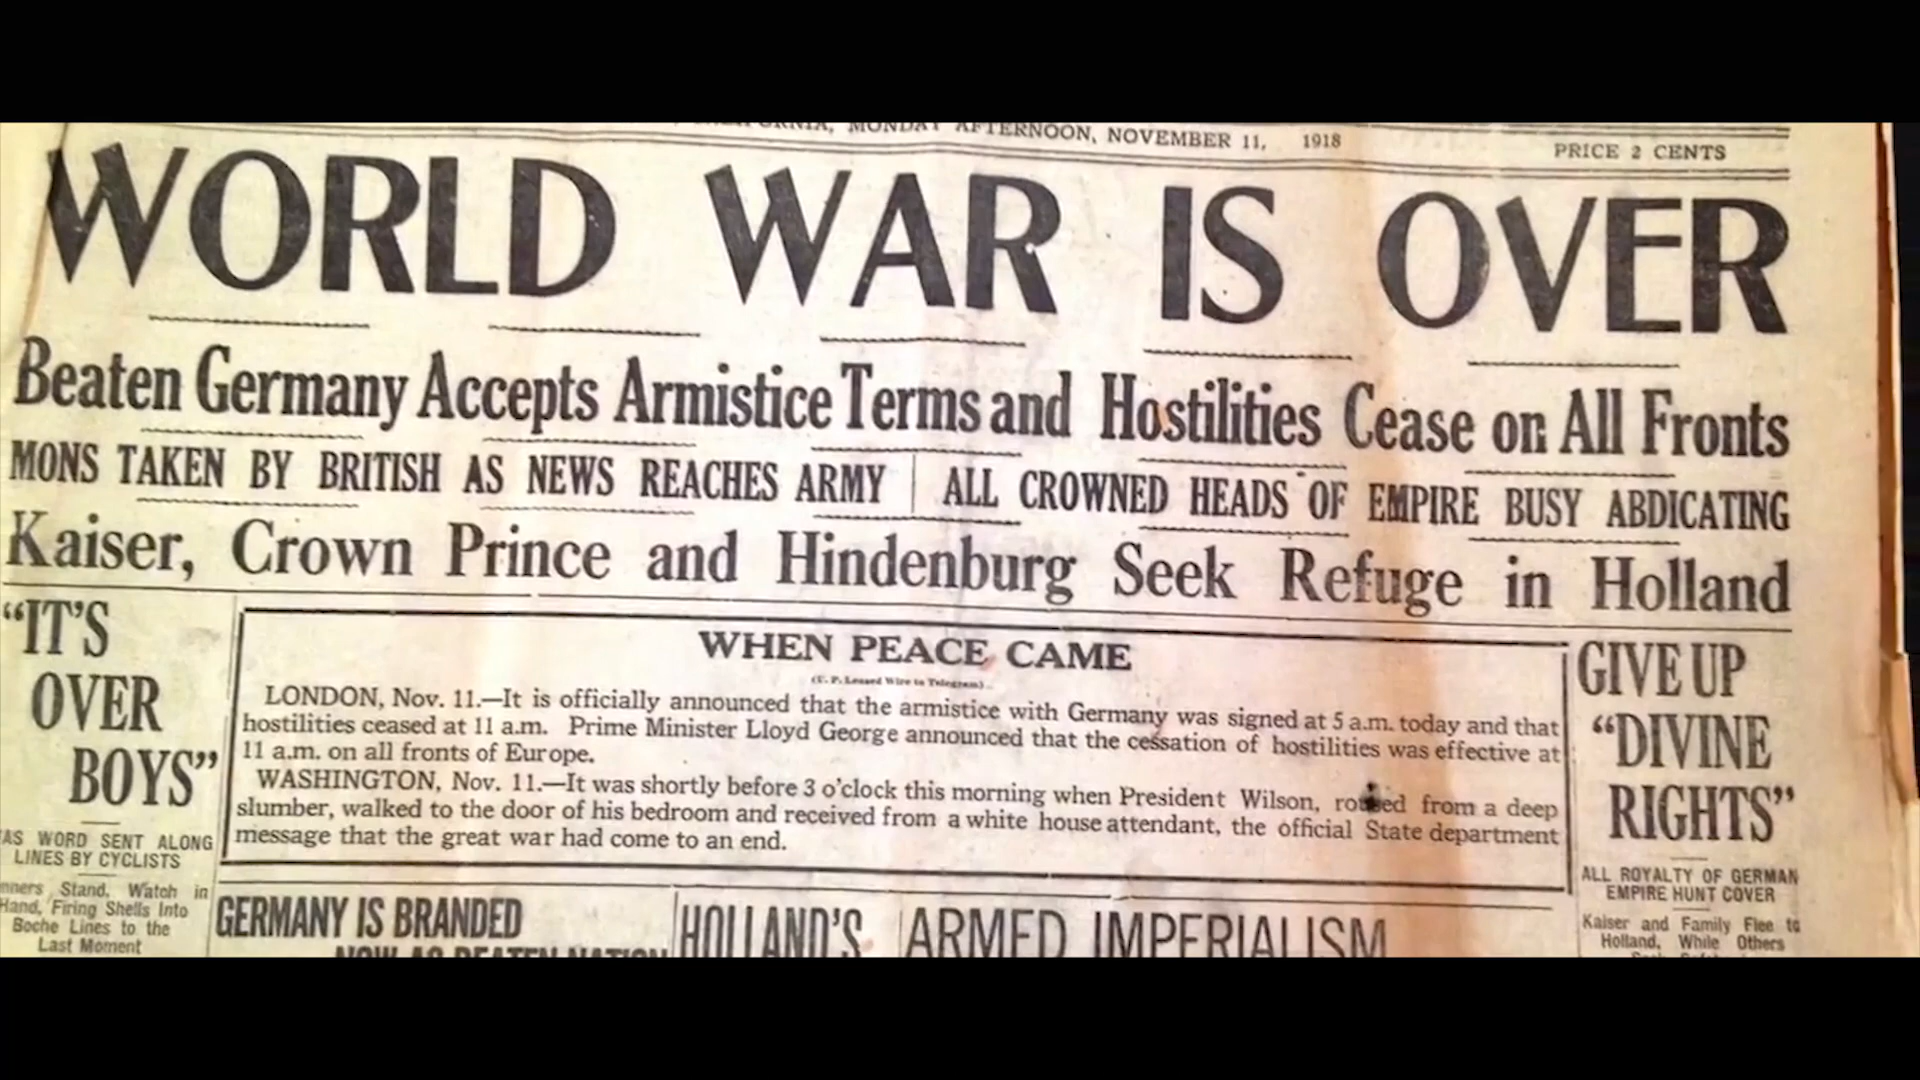 MONDAY AFTERNOON, NOVEMBER 11, 1918
PRICE 2 CENTS
WORLD WAR IS OVER
Beaten Germany Accepts Armistice Terms and Hostilities Cease on All Fronts
MONS TAKEN BY BRITISH AS NEWS REACHES ARMY
ALL CROWNED HEADS OF EMPIRE BUSY ABDICATING
Kaiser, Crown Prince and Hindenburg Seek Refuge in Holland
“IT’S
OVER
BOYS”
AS WORD SENT ALONG
LINES BY CYCLISTS
Stand, Watch in
Hand, Firing Shells Into
Boche Lines to the
Last Moment
WHEN PEACE CAME
(U. P. Leased Wire to Telegram)
LONDON, Nov. 11.—It is officially announced that the armistice with Germany was signed at 5 a.m. today and that
hostilities ceased at 11 a.m. Prime Minister Lloyd George announced that the cessation of hostilities was effective at
11 a.m. on all fronts of Europe.
WASHINGTON, Nov. 11.—It was shortly before 3 o’clock this morning when President Wilson, roused from a deep
slumber, walked to the door of his bedroom and received from a white house attendant, the official State department
message that the great war had come to an end.
GIVE UP
“DIVINE
RIGHTS”
ALL ROYALTY OF GERMAN
EMPIRE HUNT COVER
Kaiser and Family Flee to
Holland, While Others
GERMANY IS BRANDED
NOW AS BEATEN NATION
HOLLAND’S
ARMED IMPERIALISM